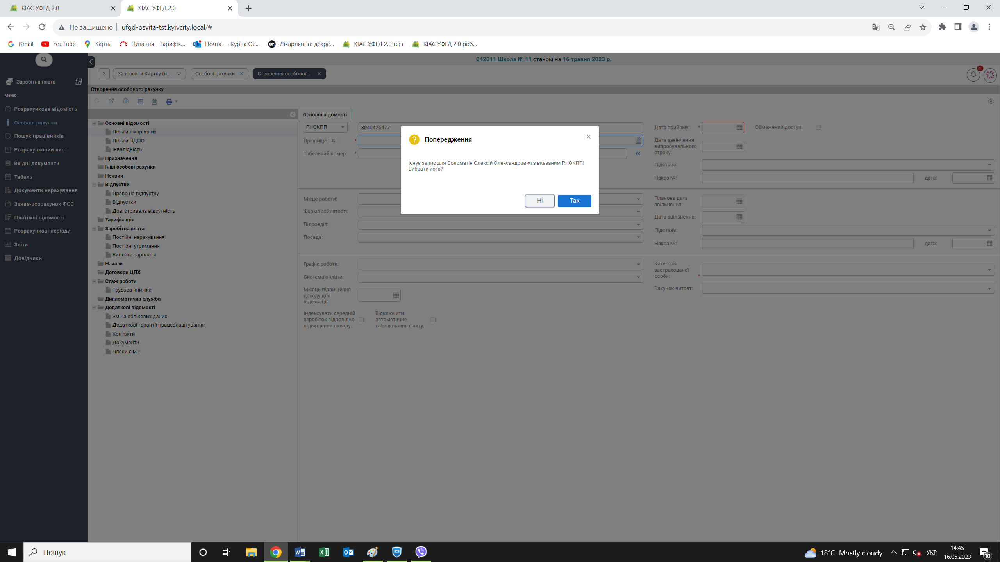 КІАС УФГД 2.0
КІАС УФГД 2.0
Не защищено
ufgd-osvita-tst.kyivcity.local/#
Gmail
YouTube
Карты
Питання - Тарифік...
Почта — Курна Ол...
Лікарняні та декре...
КІАС УФГД 2.0 тест
КІАС УФГД 2.0 роб...
042011 Школа № 11 станом на 16 травня 2023 р.
3
Запросити Картку (н...
Особові рахунки
Створення особовог...
1
Заробітна плата
Меню
Розрахункова відомість
Особові рахунки
Пошук працівників
Розрахунковий лист
Вхідні документи
Табель
Документи нарахування
Заява-розрахунок ФСС
Платіжні відомості
Розрахункові періоди
Звіти
Довідники
Створення особового рахунку
Основні відомості
Пільги лікарняних
Пільги ПДФО
Інвалідність
Призначення
Інші особові рахунки
Неявки
Відпустки
Право на відпустку
Відпустки
Довготривала відсутність
Тарифікація
Заробітна плата
Постійні нарахування
Постійні утримання
Виплата зарплати
Накази
Договори ЦПХ
Стаж роботи
Трудова книжка
Дипломатична служба
Додаткові відомості
Зміна облікових даних
Додаткові гарантії працевлаштування
Контакти
Документи
Члени сім'ї
Основні відомості
РНОКПП
3040425477
Прізвище І. Б.: *
Табельний номер: *
Попередження
Існує запис для Соломатін Олексій Олександрович з вказаним РНОКПП!
Вибрати його?
Ні
Так
Місце роботи:
Форма зайнятості:
Підрозділ:
Посада:
Графік роботи:
Система оплати:
Місяць підвищення
доходу для
індексації:
Індексувати середній
заробіток відповідно
підвищення окладу:
Відключити
автоматичне
табелювання факту:
Дата прийому: *
Обмежений доступ:
Дата закінчення
випробувального
строку:
Підстава:
Наказ №:
дата:
Планова дата
звільнення:
Дата звільнення:
Підстава:
Наказ №:
дата:
Категорія
застрахованої
особи: *
Рахунок витрат:
Пошук
18°C Mostly cloudy
УКР
14:45
16.05.2023
10